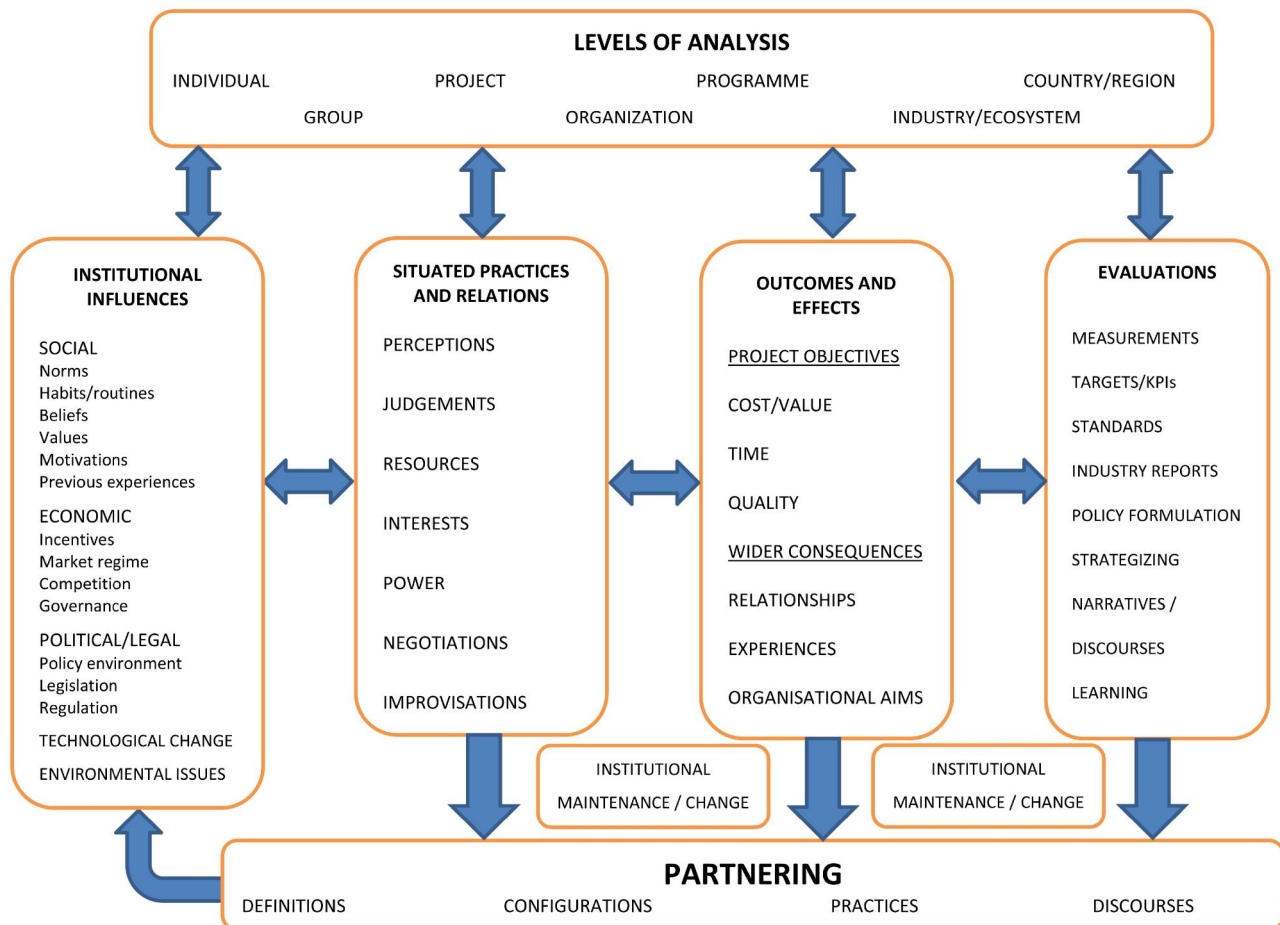 LEVELS OF ANALYSIS
INDIVIDUAL PROJECT PROGRAMME COUNTRY/REGION
GROUP ORGANIZATION INDUSTRY/ECOSYSTEM
INSTITUTIONAL
INFLUENCES
SOCIAL
Norms
Habits/routines
Beliefs
Values
Motivations
Previous experiences
ECONOMIC
Incentives
Market regime
Competition
Governance
POLITICAL/LEGAL
Policy environment
Legislation
Regulation
TECHNOLOGICAL CHANGE
ENVIRONMENTAL ISSUES
SITUATED PRACTICES
AND RELATIONS
PERCEPTIONS
JUDGEMENTS
RESOURCES
INTERESTS
POWER
NEGOTIATIONS
IMPROVISATIONS
OUTCOMES AND
EFFECTS
PROJECT OBJECTIVES
COST/VALUE
TIME
QUALITY
WIDER CONSEQUENCES
RELATIONSHIPS
EXPERIENCES
ORGANISATIONAL AIMS
EVALUATIONS
MEASUREMENTS
TARGETS/KPIs
STANDARDS
INDUSTRY REPORTS
POLICY FORMULATION
STRATEGIZING
NARRATIVES /
DISCOURSES
LEARNING
INSTITUTIONAL
MAINTENANCE / CHANGE
INSTITUTIONAL
MAINTENANCE / CHANGE
PARTNERING
DEFINITIONS CONFIGURATIONS PRACTICES DISCOURSES